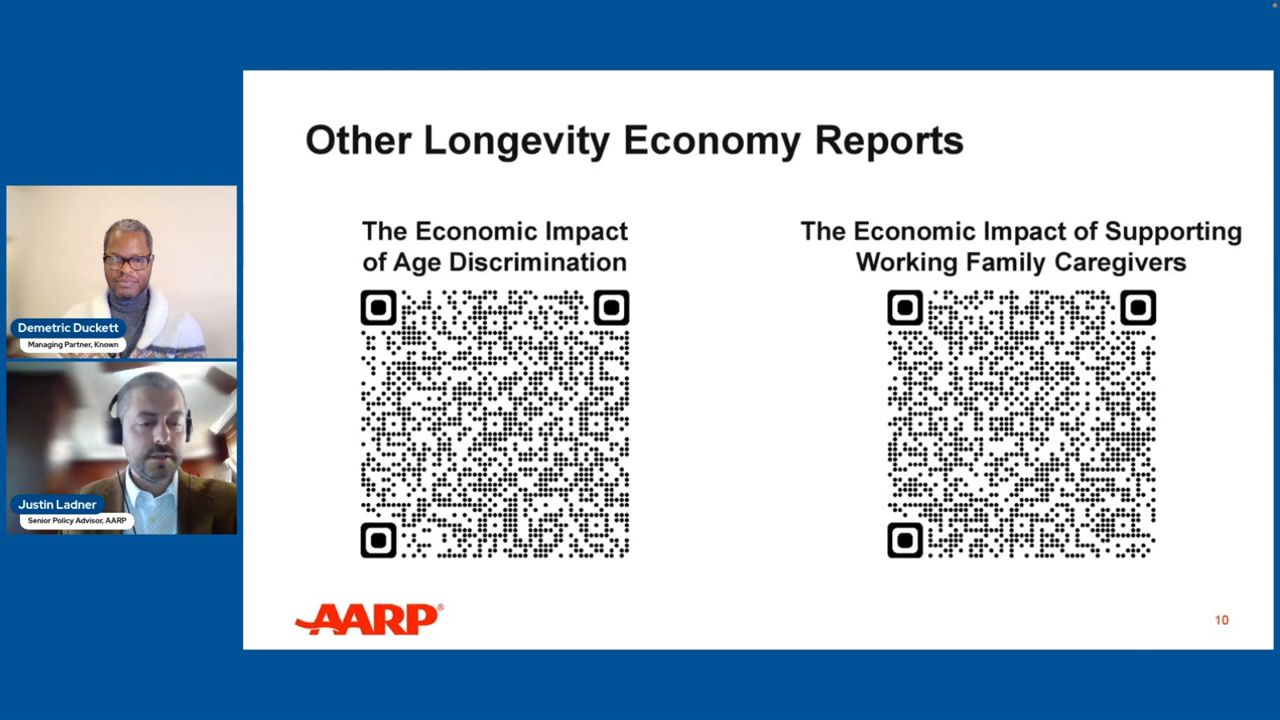 Other Longevity Economy Reports
The Economic Impact
of Age Discrimination
The Economic Impact of Supporting
Working Family Caregivers
Demetric Duckett
Managing Partner, Known
Justin Ladner
Senior Policy Advisor, AARP
AARP®
10